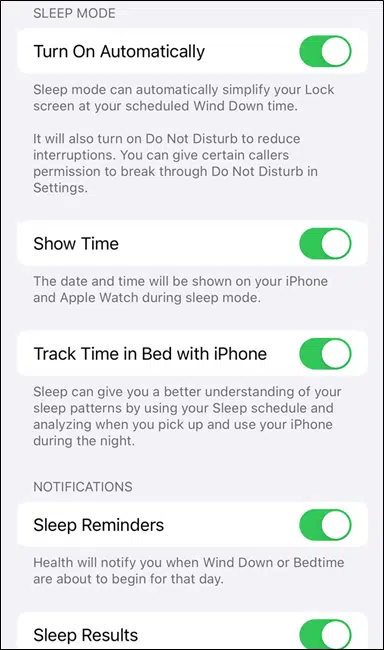 SLEEP MODE
Turn On Automatically
Sleep mode can automatically simplify your Lock
screen at your scheduled Wind Down time.
It will also turn on Do Not Disturb to reduce
interruptions. You can give certain callers
permission to break through Do Not Disturb in
Settings.
Show Time
The date and time will be shown on your iPhone
and Apple Watch during sleep mode.
Track Time in Bed with iPhone
Sleep can give you a better understanding of your
sleep patterns by using your Sleep schedule and
analyzing when you pick up and use your iPhone
during the night.
NOTIFICATIONS
Sleep Reminders
Health will notify you when Wind Down or Bedtime
are about to begin for that day.
Sleep Results